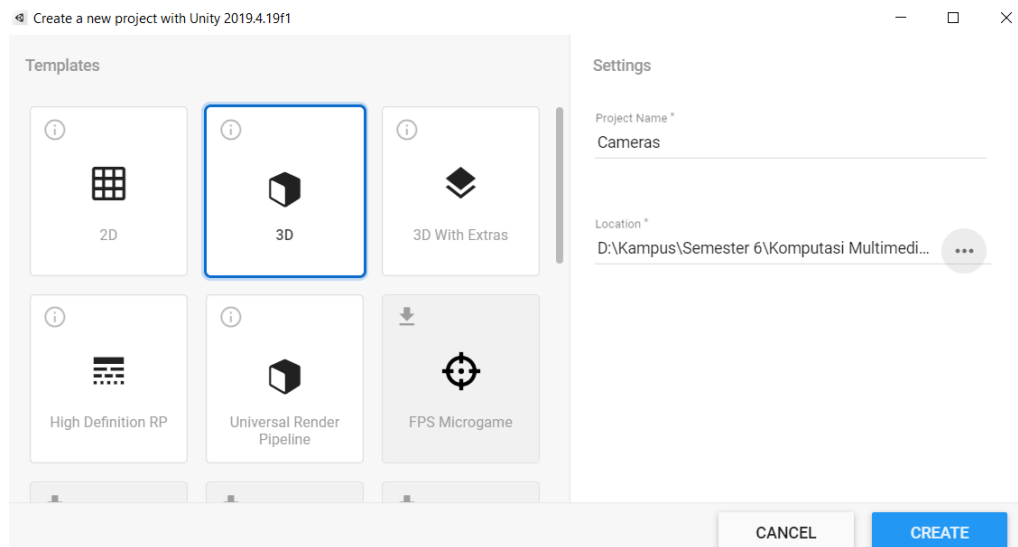 Create a new project with Unity 2019.4.19f1
Templates
2D
3D
3D With Extras
High Definition RP
Universal Render
Pipeline
FPS Microgame
Settings
Project Name *
Cameras
Location *
D:\Kampus\Semester 6\Komputasi Multimedi...
CANCEL
CREATE